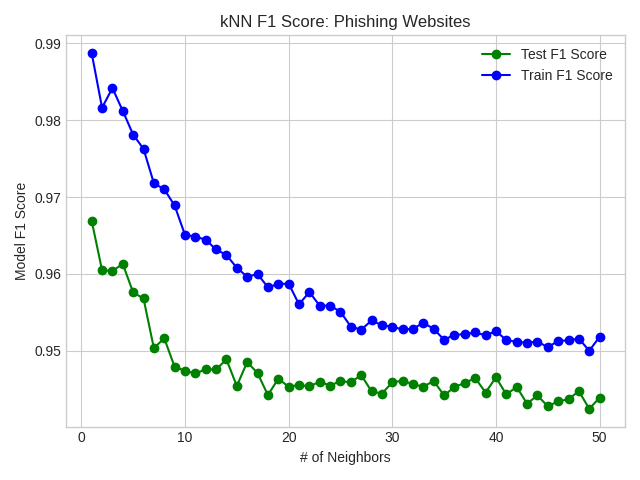 kNN F1 Score: Phishing Websites
Test F1 Score
Train F1 Score
Model F1 Score
0.99
0.98
0.97
0.96
0.95
0 10 20 30 40 50
# of Neighbors